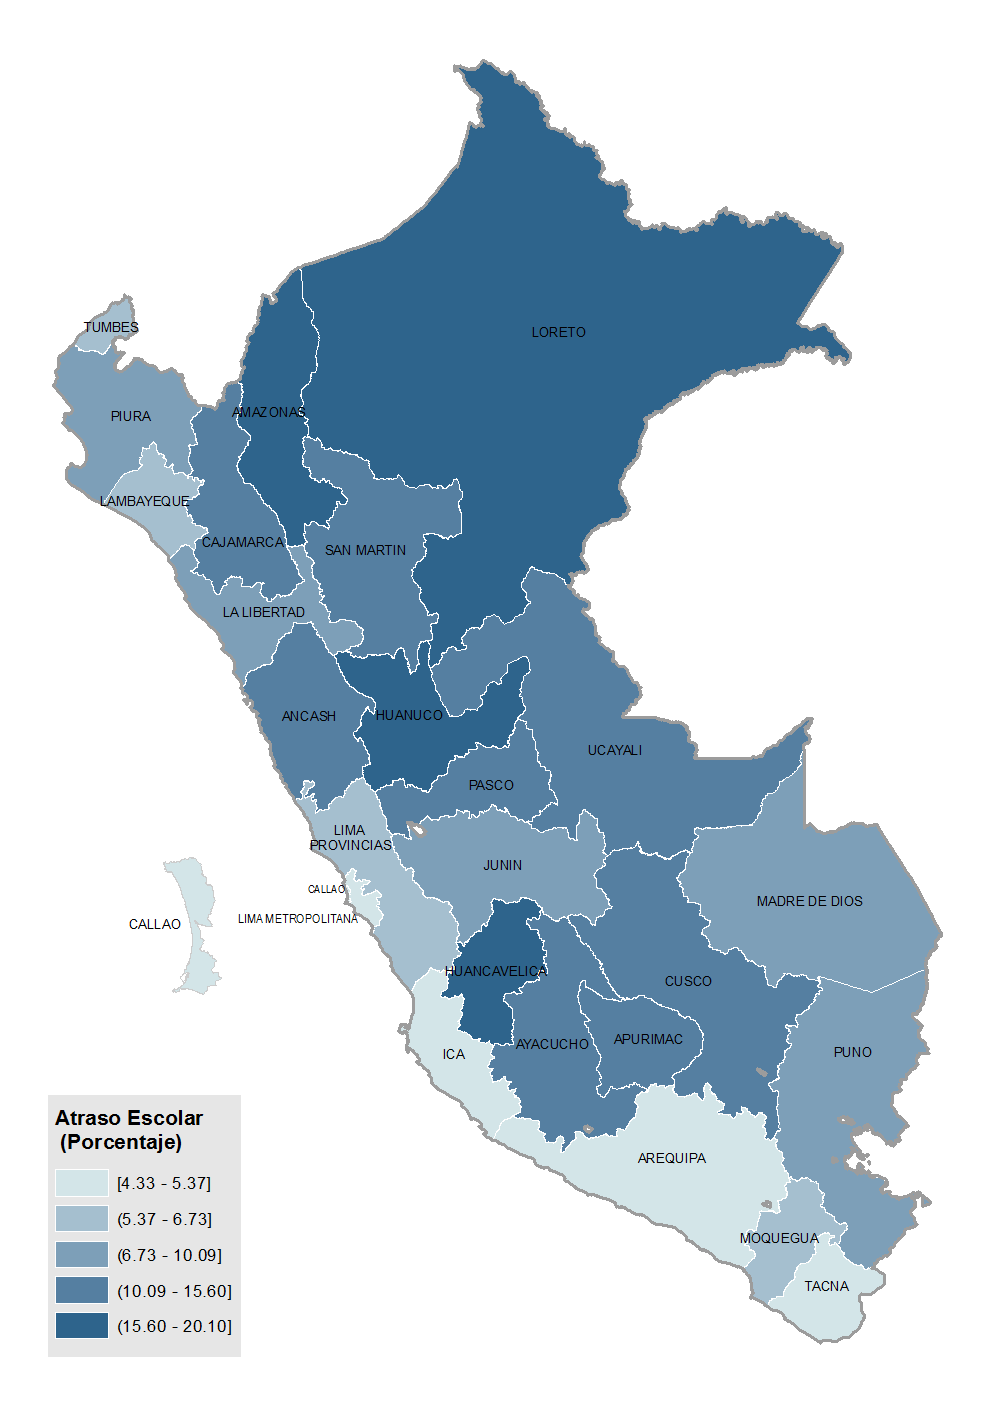 TUMBES
LORETO
PIURA
AMAZONAS
LAMBAYEQUE
CAJAMARCA
SAN MARTIN
LA LIBERTAD
ANCASH
HUANUCO
UCAYALI
PASCO
LIMA
PROVINCIAS
JUNIN
CALLAO
MADRE DE DIOS
LIMA METROPOLITANA
CALLAO
HUANCAVELICA
CUSCO
ICA
AYACUCHO
APURIMAC
PUNO
AREQUIPA
MOQUEGUA
TACNA
Atraso Escolar
(Porcentaje)
[4.33 - 5.37]
(5.37 - 6.73]
(6.73 - 10.09]
(10.09 - 15.60]
(15.60 - 20.10]